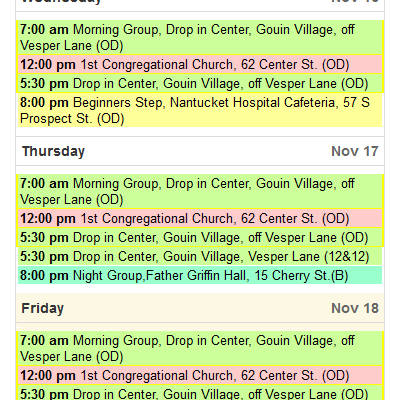 Wednesday Nov 16
7:00 am Morning Group, Drop in Center, Gouin Village, off
Vesper Lane (OD)
12:00 pm 1st Congregational Church, 62 Center St. (OD)
5:30 pm Drop in Center, Gouin Village, off Vesper Lane (OD)
8:00 pm Beginners Step, Nantucket Hospital Cafeteria, 57 S
Prospect St. (OD)
Thursday Nov 17
7:00 am Morning Group, Drop in Center, Gouin Village, off
Vesper Lane (OD)
12:00 pm 1st Congregational Church, 62 Center St. (OD)
5:30 pm Drop in Center, Gouin Village, off Vesper Lane (OD)
5:30 pm Drop in Center, Gouin Village, Vesper Lane (12&12)
8:00 pm Night Group,Father Griffin Hall, 15 Cherry St.(B)
Friday Nov 18
7:00 am Morning Group, Drop in Center, Gouin Village, off
Vesper Lane (OD)
12:00 pm 1st Congregational Church, 62 Center St. (OD)
5:30 pm Drop in Center, Gouin Village, off Vesper Lane (OD)